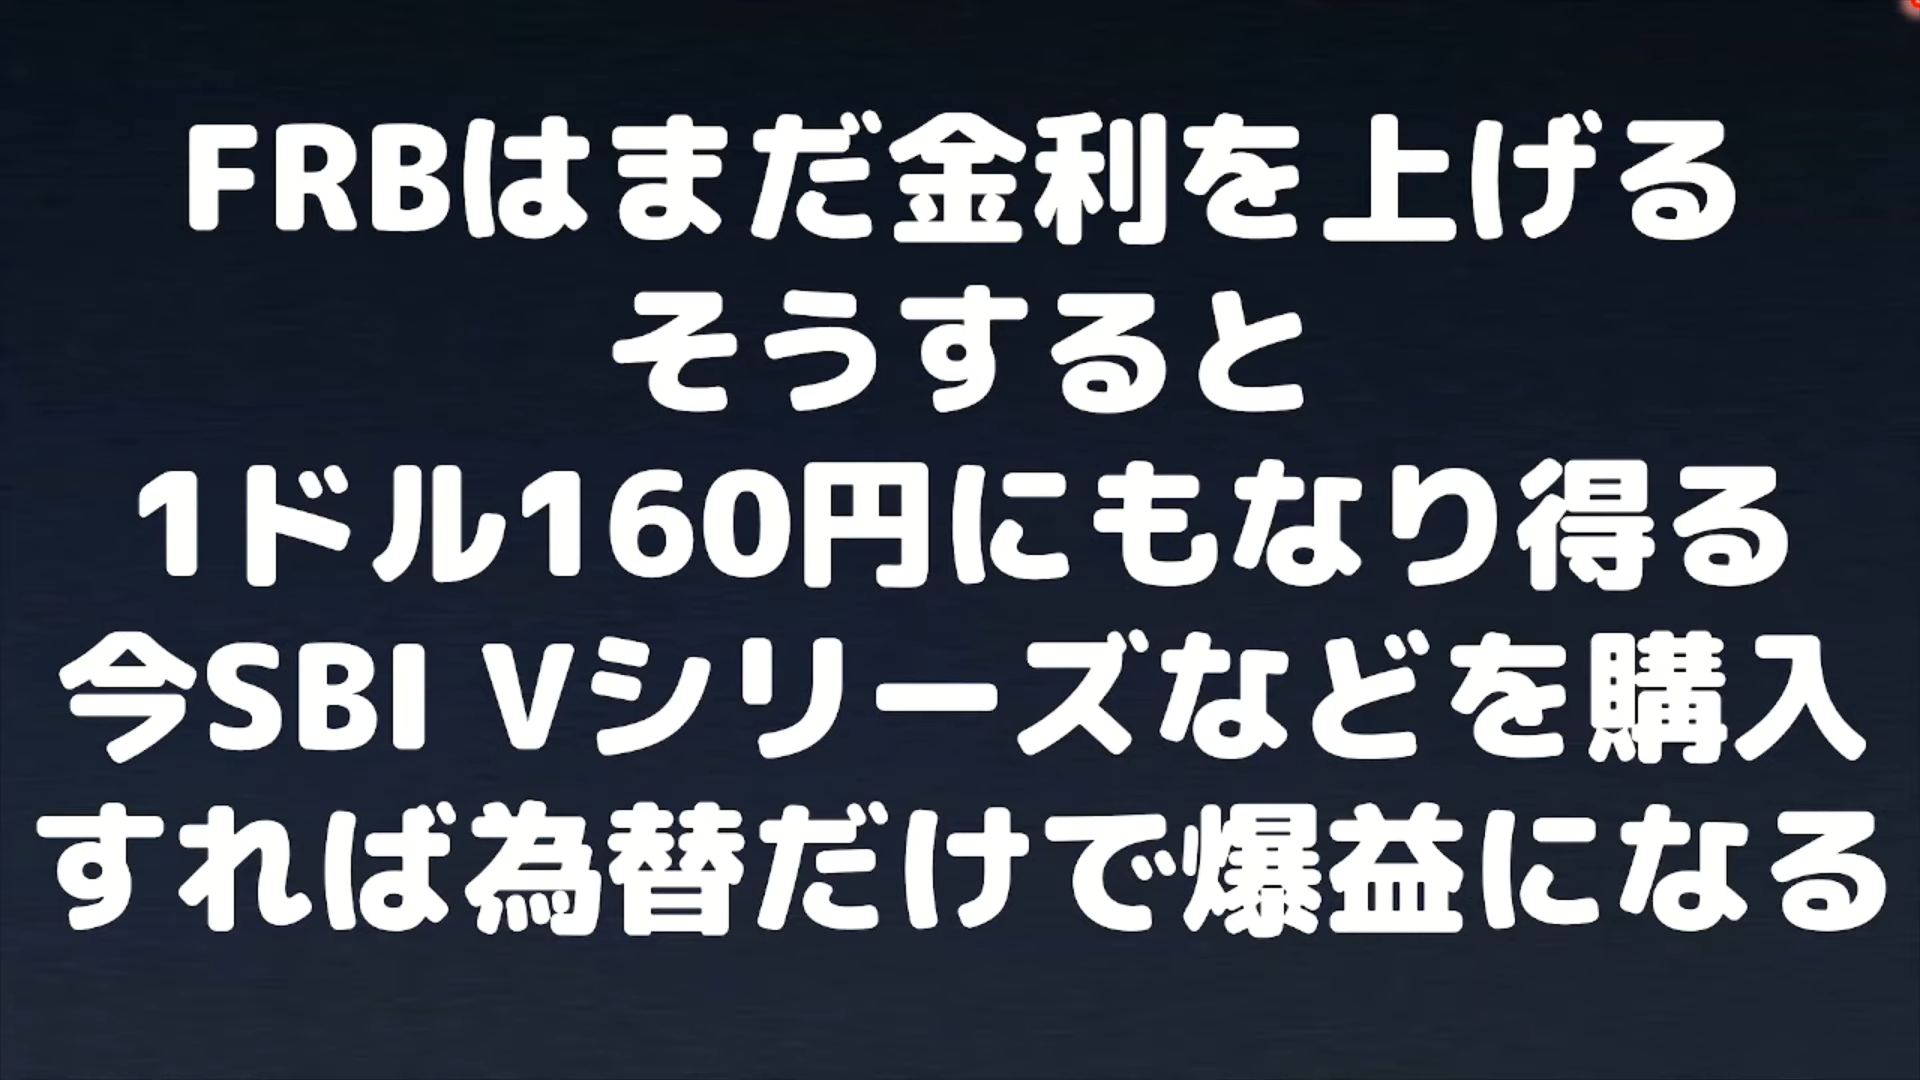 FRBはまだ金利を上げる
そうすると
1ドル160円にもなり得る
今SBI Vシリーズなどを購入
すれば為替だけで爆益になる